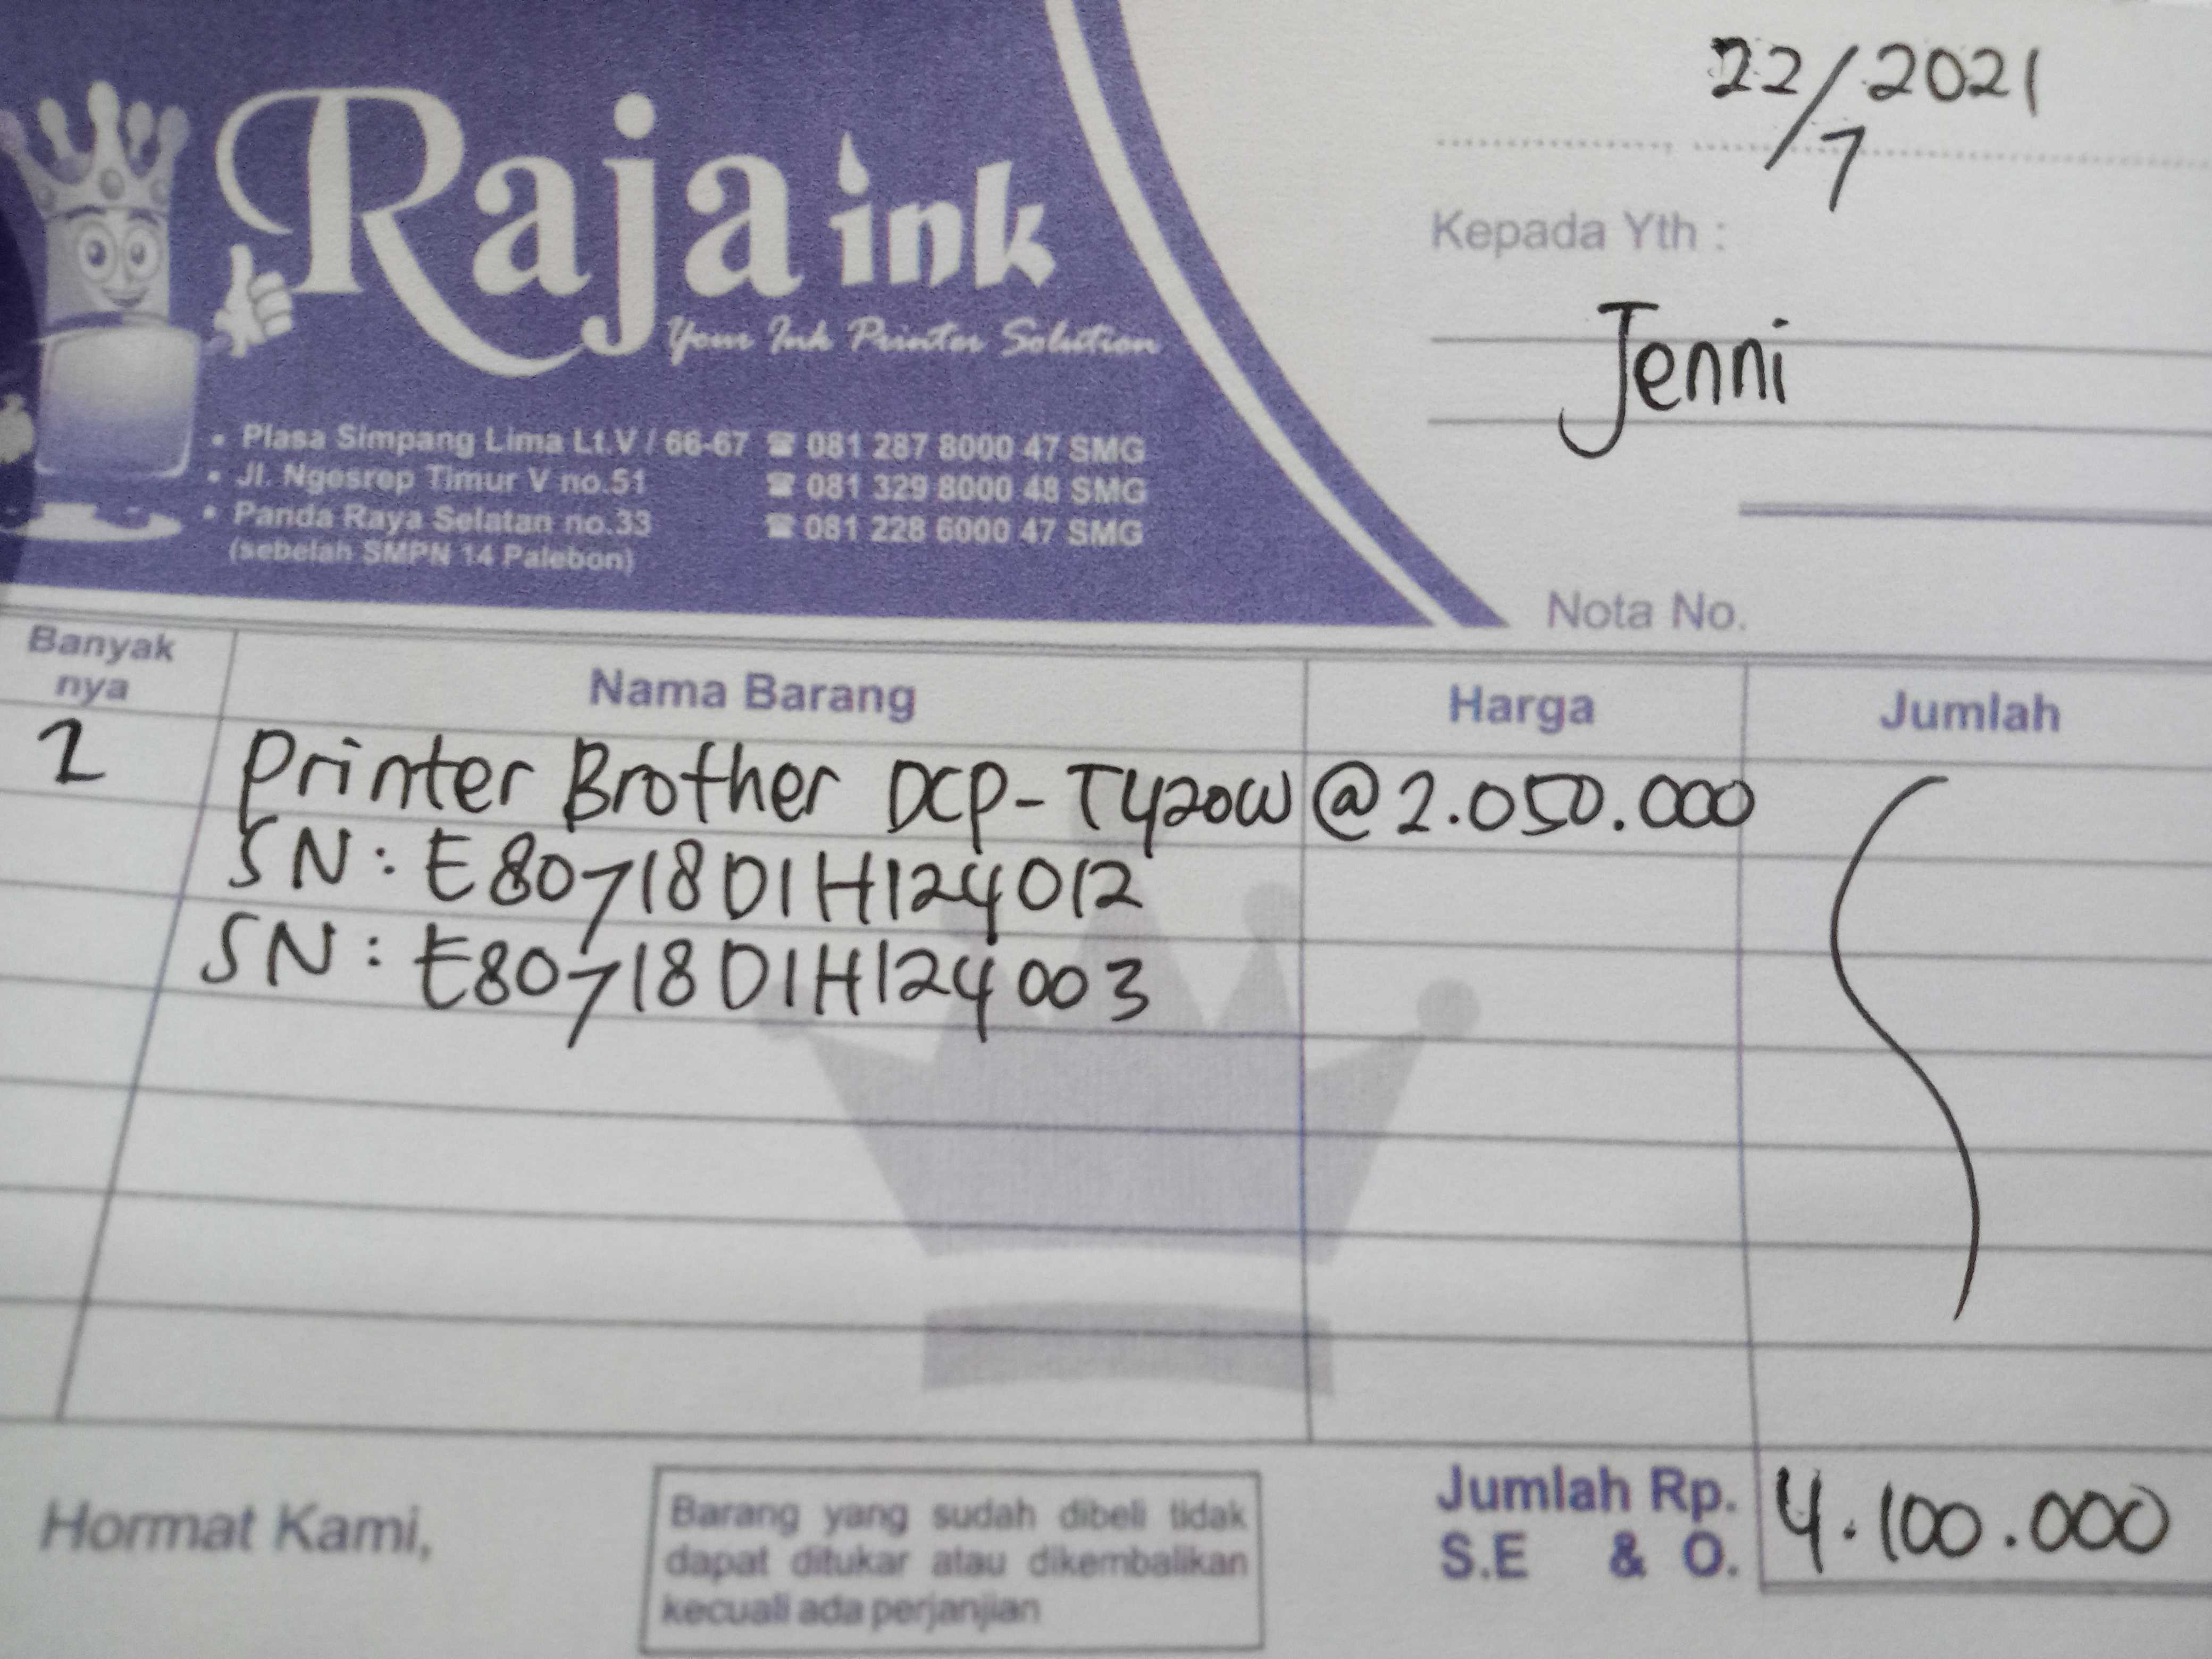 Raja ink
Your Ink Printer Solution
• Plasa Simpang Lima Lt.V / 66-67 ☎ 081 287 8000 47 SMG
• Jl. Ngesrep Timur V no.51 ☎ 081 329 8000 48 SMG
• Panda Raya Selatan no.33 ☎ 081 228 6000 47 SMG
(sebelah SMPN 14 Palebon)
22/7 2021
Kepada Yth :
Jenni
Nota No.
Banyak nya Nama Barang Harga Jumlah
2 Printer Brother DCP-T420W @ 2.050.000
SN: E80718D1H124012
SN: E80718D1H124003
Hormat Kami,
Barang yang sudah dibeli tidak
dapat ditukar atau dikembalikan
kecuali ada perjanjian
Jumlah Rp. 4.100.000
S.E & O.